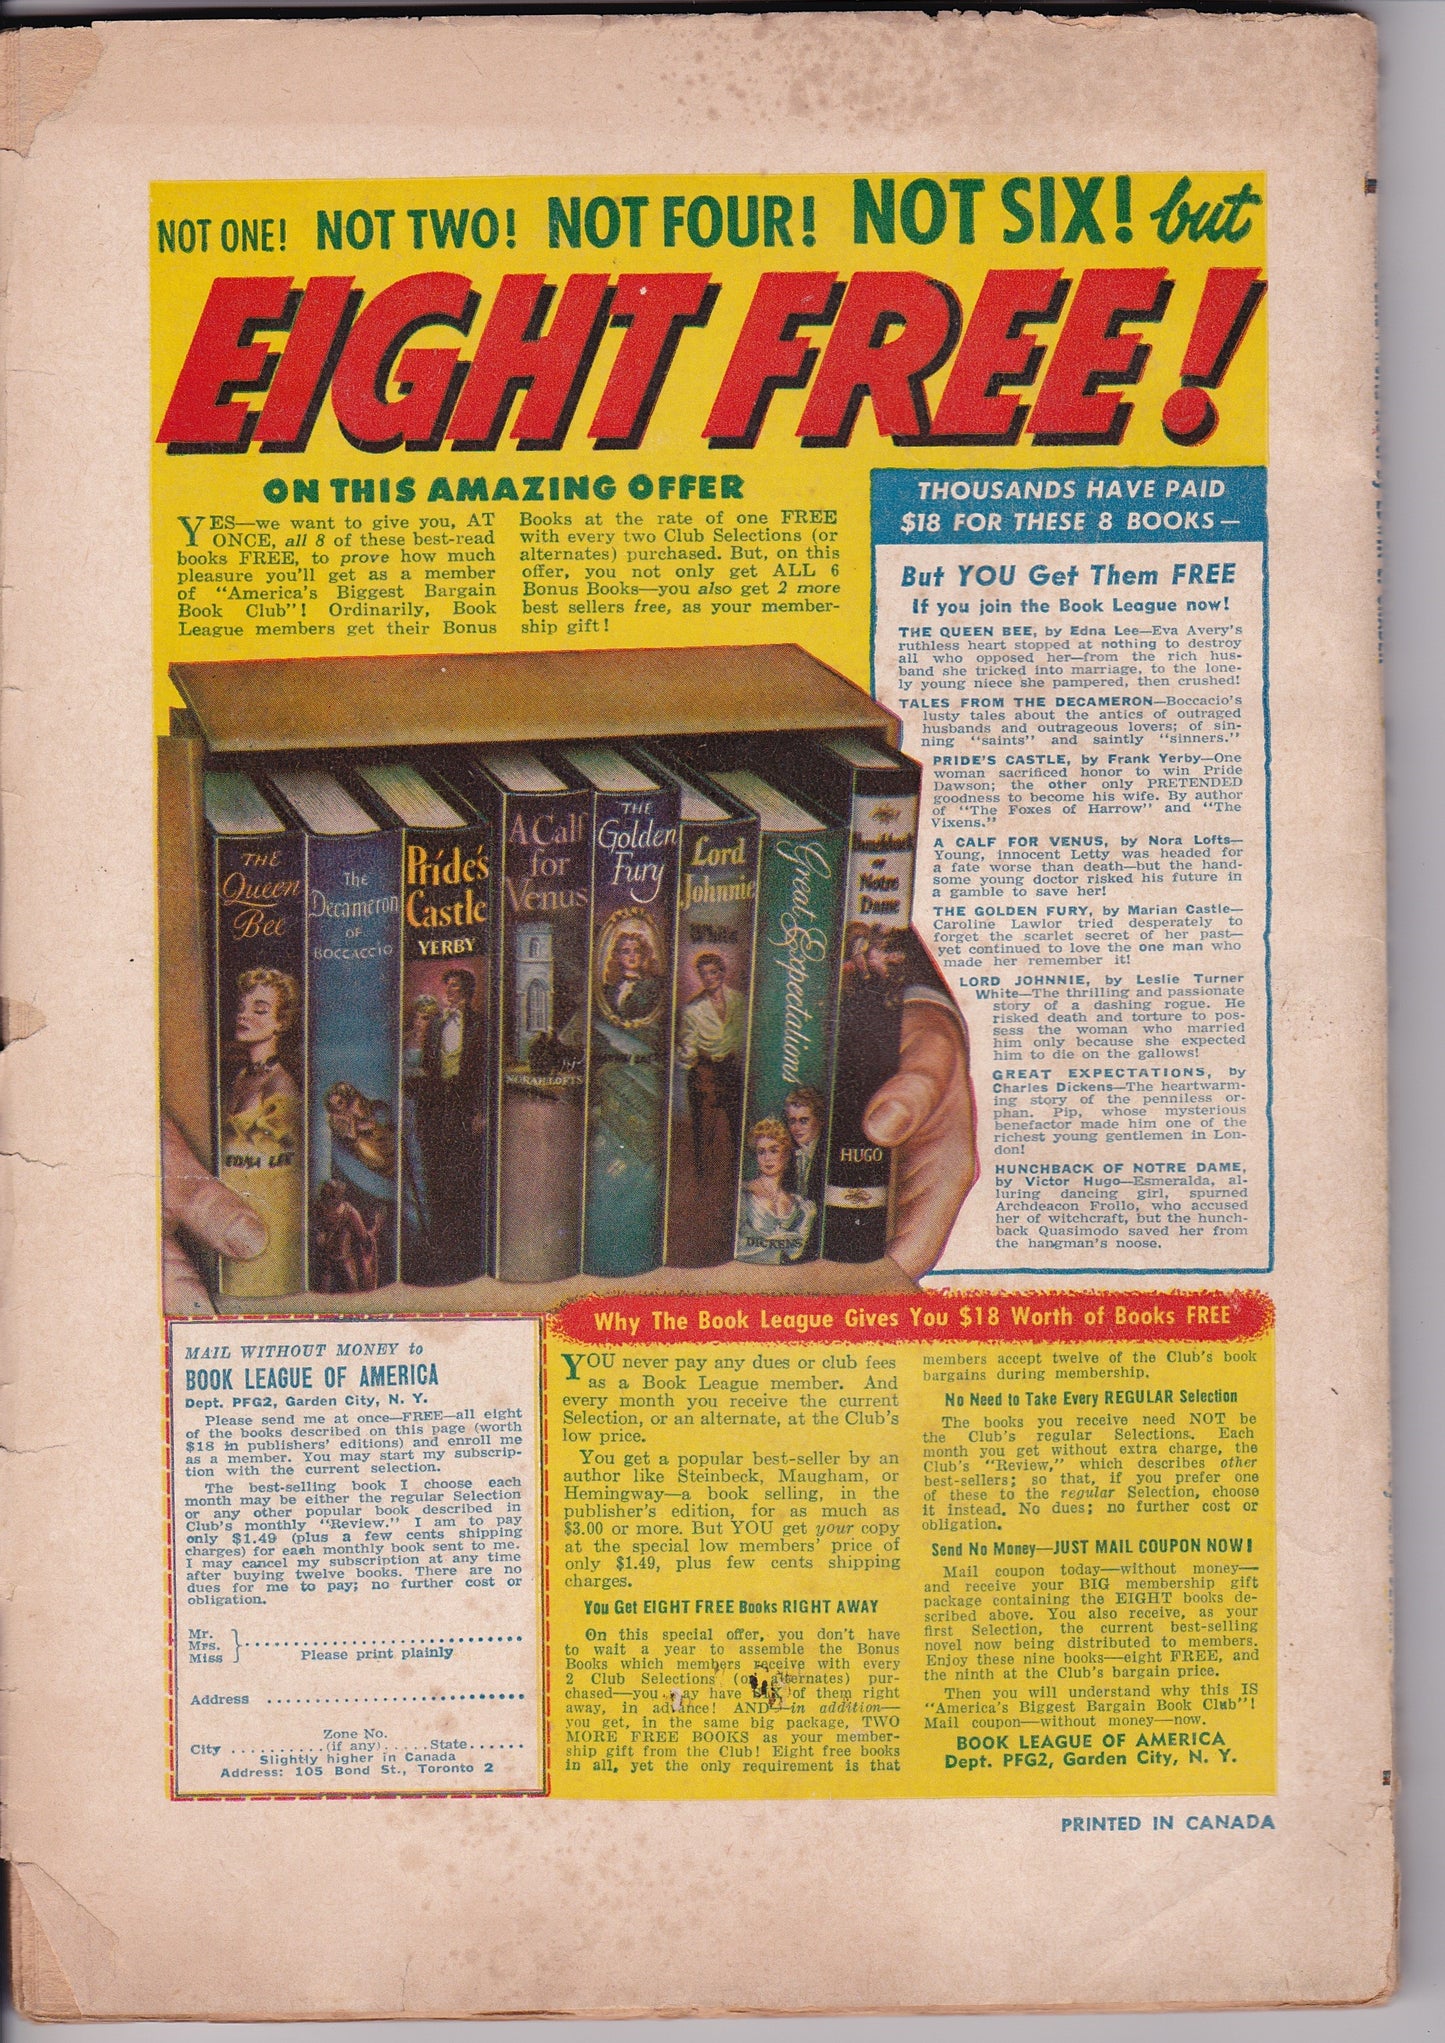 NOT ONE! NOT TWO! NOT FOUR! NOT SIX! but
EIGHT FREE!
ON THIS AMAZING OFFER
YES—we want to give you, AT
ONCE, all 8 of these best-read
books FREE, to prove how much
pleasure you'll get as a member
of "America's Biggest Bargain
Book Club"! Ordinarily, Book
League members get their Bonus
Books at the rate of one FREE
with every two Club Selections (or
alternates) purchased. But, on this
offer, you not only get ALL 6
Bonus Books—you also get 2 more
best sellers free, as your member-
ship gift!
THOUSANDS HAVE PAID
$18 FOR THESE 8 BOOKS—
But YOU Get Them FREE
If you join the Book League now!
THE QUEEN BEE, by Edna Lee—Eva Avery's
ruthless heart stopped at nothing to destroy
all who opposed her—from the rich hus-
band she tricked into marriage, to the lone-
ly young niece she pampered, then crushed!
TALES FROM THE DECAMERON—Boccacio's
lusty tales about the antics of outraged
husbands and outrageous lovers; of sin-
ning "saints" and saintly "sinners."
PRIDE'S CASTLE, by Frank Yerby—One
woman sacrificed honor to win Pride
Dawson; the other only PRETENDED
goodness to become his wife. By author
of "The Foxes of Harrow" and "The
Vixens."
A CALF FOR VENUS, by Nora Lofts—
Young, innocent Letty was headed for
a fate worse than death—but the hand-
some young doctor risked his future in
a gamble to save her!
THE GOLDEN FURY, by Marian Castle—
Caroline Lawlor tried desperately to
forget the scarlet secret of her past—
yet continued to love the one man who
made her remember it!
LORD JOHNNIE, by Leslie Turner
White—The thrilling and passionate
story of a dashing rogue. He
risked death and torture to pos-
sess the woman who married
him only because she expected
him to die on the gallows!
GREAT EXPECTATIONS, by
Charles Dickens—The heartwarm-
ing story of the penniless or-
phan. Pip, whose mysterious
benefactor made him one of the
richest young gentlemen in Lon-
don!
HUNCHBACK OF NOTRE DAME,
by Victor Hugo—Esmeralda, al-
luring dancing girl, spurned
Archdeacon Frollo, who accused
her of witchcraft, but the hunch-
back Quasimodo saved her from
the hangman's noose.
THE
Queen
Bee
EDNA LEE
The
Decameron
OF
BOCCACCIO
Pride's
Castle
YERBY
A Calf
for
Venus
by
NORAH LOFTS
THE
Golden
Fury
Lord
Johnnie
White
Great Expectations
DICKENS
Hunchback
of
Notre
Dame
HUGO
MAIL WITHOUT MONEY to
BOOK LEAGUE OF AMERICA
Dept. PFG2, Garden City, N. Y.
Please send me at once—FREE—all eight
of the books described on this page (worth
$18 in publishers' editions) and enroll me
as a member. You may start my subscrip-
tion with the current selection.
The best-selling book I choose each
month may be either the regular Selection
or any other popular book described in
Club's monthly "Review." I am to pay
only $1.49 (plus a few cents shipping
charges) for each monthly book sent to me.
I may cancel my subscription at any time
after buying twelve books. There are no
dues for me to pay; no further cost or
obligation.
Mr.
Mrs.
Miss
Please print plainly
Address
Zone No.
City ..........(if any).....State......
Slightly higher in Canada
Address: 105 Bond St., Toronto 2
Why The Book League Gives You $18 Worth of Books FREE
YOU never pay any dues or club fees
as a Book League member. And
every month you receive the current
Selection, or an alternate, at the Club's
low price.
You get a popular best-seller by an
author like Steinbeck, Maugham, or
Hemingway—a book selling, in the
publisher's edition, for as much as
$3.00 or more. But YOU get your copy
at the special low members' price of
only $1.49, plus few cents shipping
charges.
You Get EIGHT FREE Books RIGHT AWAY
On this special offer, you don't have
to wait a year to assemble the Bonus
Books which members receive with every
2 Club Selections (or alternates) pur-
chased—you may have six of them right
away, in advance! AND—in addition—
you get, in the same big package, TWO
MORE FREE BOOKS as your member-
ship gift from the Club! Eight free books
in all, yet the only requirement is that
members accept twelve of the Club's book
bargains during membership.
No Need to Take Every REGULAR Selection
The books you receive need NOT be
the Club's regular Selections. Each
month you get without extra charge, the
Club's "Review," which describes other
best-sellers; so that, if you prefer one
of these to the regular Selection, choose
it instead. No dues; no further cost or
obligation.
Send No Money—JUST MAIL COUPON NOW!
Mail coupon today—without money—
and receive your BIG membership gift
package containing the EIGHT books de-
scribed above. You also receive, as your
first Selection, the current best-selling
novel now being distributed to members.
Enjoy these nine books—eight FREE, and
the ninth at the Club's bargain price.
Then you will understand why this IS
"America's Biggest Bargain Book Club"!
Mail coupon—without money—now.
BOOK LEAGUE OF AMERICA
Dept. PFG2, Garden City, N. Y.
PRINTED IN CANADA